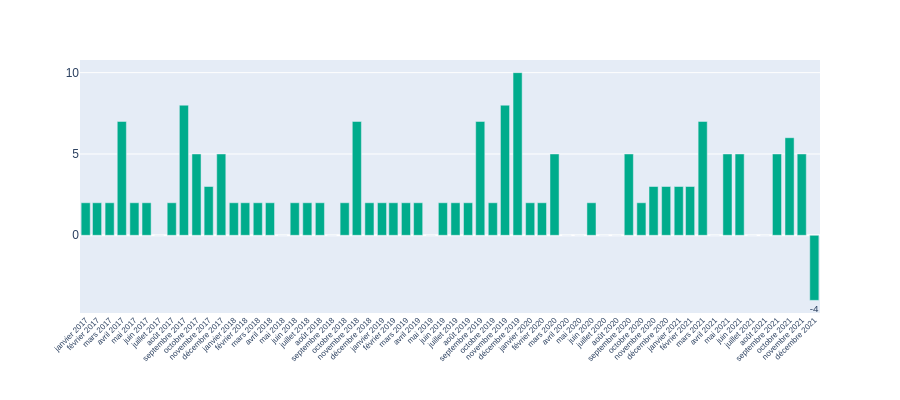 10
5
0
-4
janvier 2017
février 2017
mars 2017
avril 2017
mai 2017
juin 2017
juillet 2017
août 2017
septembre 2017
octobre 2017
novembre 2017
décembre 2017
janvier 2018
février 2018
mars 2018
avril 2018
mai 2018
juin 2018
juillet 2018
août 2018
septembre 2018
octobre 2018
novembre 2018
décembre 2018
janvier 2019
février 2019
mars 2019
avril 2019
mai 2019
juin 2019
juillet 2019
août 2019
septembre 2019
octobre 2019
novembre 2019
décembre 2019
janvier 2020
février 2020
mars 2020
avril 2020
mai 2020
juin 2020
juillet 2020
août 2020
septembre 2020
octobre 2020
novembre 2020
décembre 2020
janvier 2021
février 2021
mars 2021
avril 2021
mai 2021
juin 2021
juillet 2021
août 2021
septembre 2021
octobre 2021
novembre 2021
décembre 2021